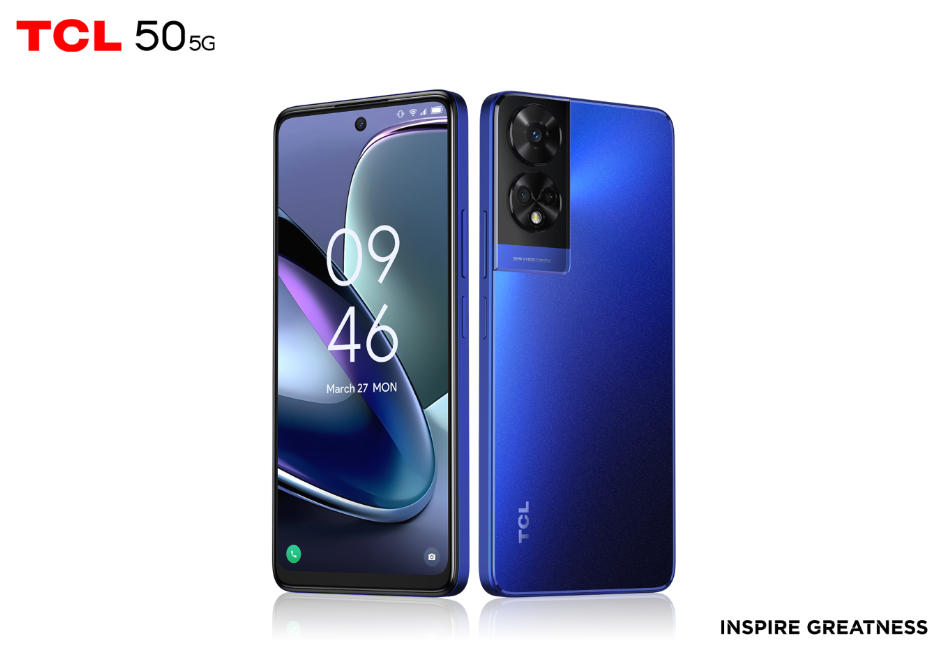 TCL 50 5G
09
46
March 27 MON
TCL
INSPIRE GREATNESS